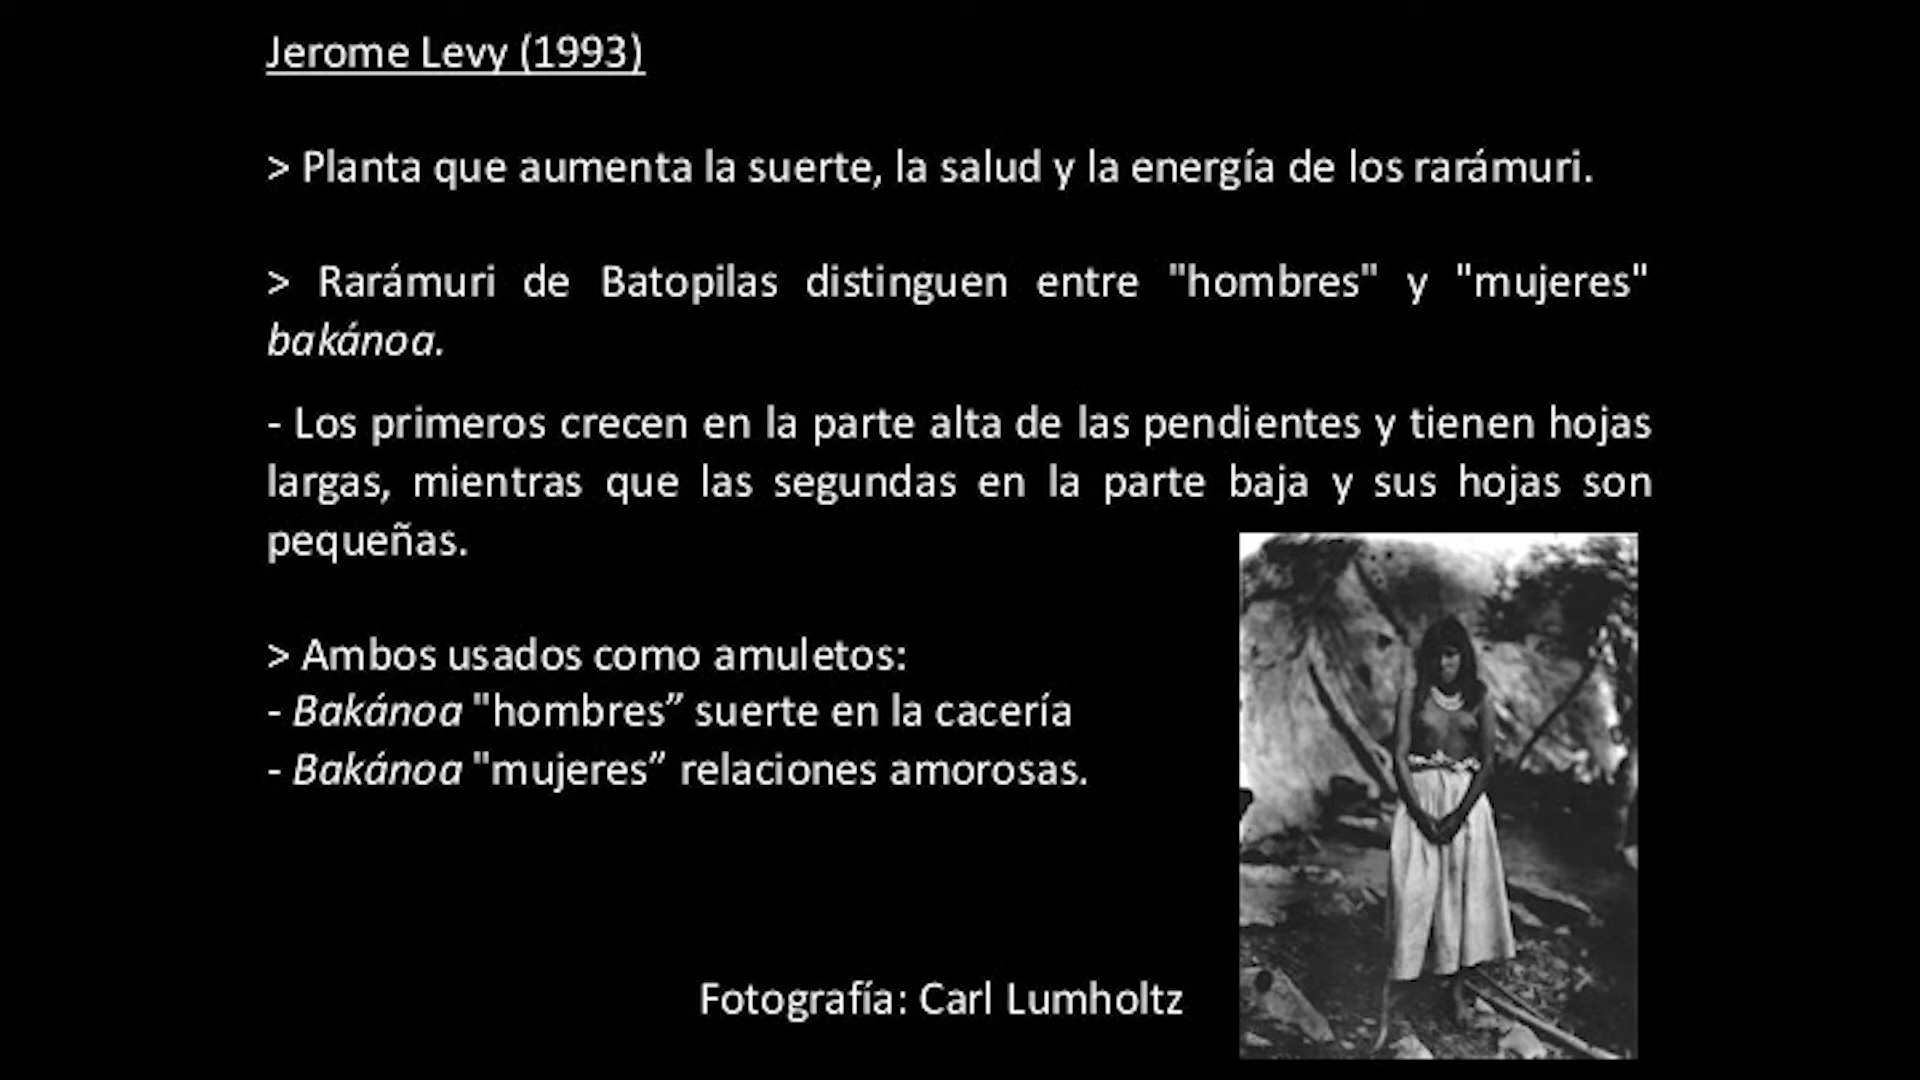 Jerome Levy (1993)
> Planta que aumenta la suerte, la salud y la energía de los rarámuri.
> Rarámuri de Batopilas distinguen entre "hombres" y "mujeres"
bakánoa.
- Los primeros crecen en la parte alta de las pendientes y tienen hojas
largas, mientras que las segundas en la parte baja y sus hojas son
pequeñas.
> Ambos usados como amuletos:
- Bakánoa "hombres” suerte en la cacería
- Bakánoa "mujeres” relaciones amorosas.
Fotografía: Carl Lumholtz